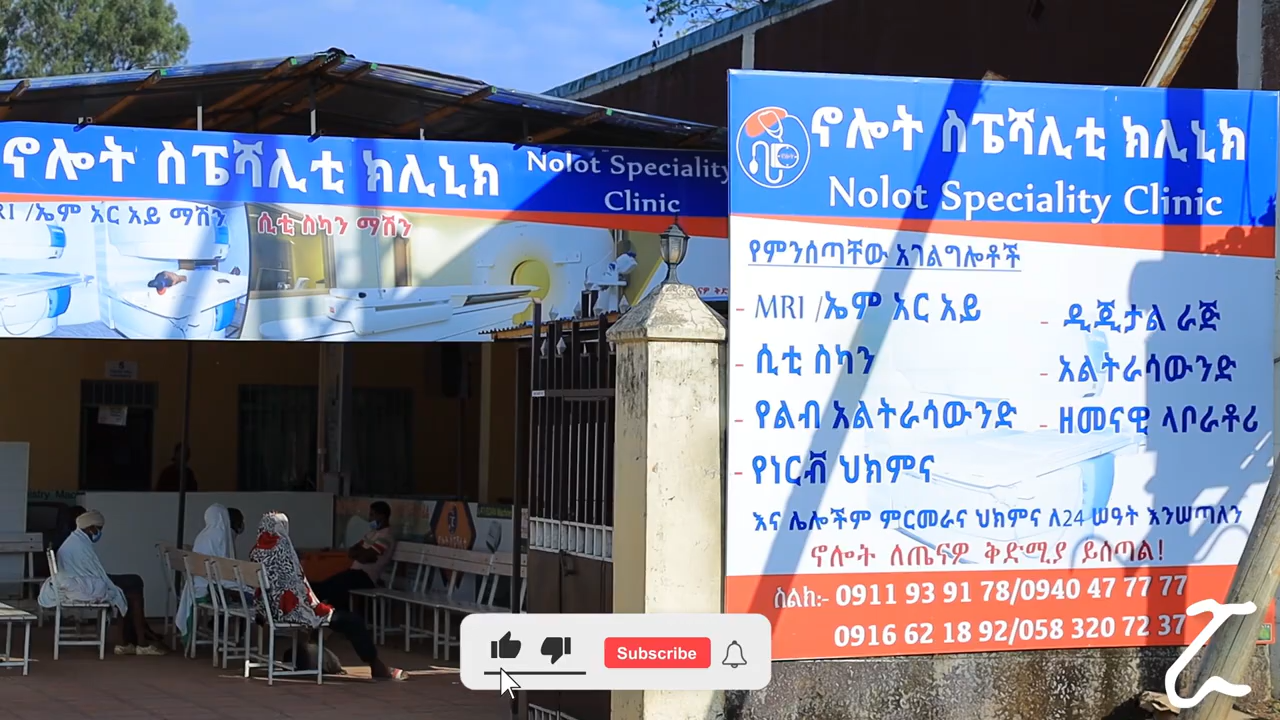 ኖሎት ስፔሻሊቲ ክሊኒክ
Nolot Speciality
Clinic
/ኤም አር አይ ማሽን
ሲቲ ስካን ማሽን
ኖሎት ስፔሻሊቲ ክሊኒክ
Nolot Speciality Clinic
የምንሰጣቸው አገልግሎቶች
- MRI /ኤም አር አይ
- ሲቲ ስካን
- የልብ አልትራሳውንድ
- የነርቭ ህክምና
- ዲጂታል ራጅ
- አልትራሳውንድ
- ዘመናዊ ላቦራቶሪ
እና ሌሎችም ምርመራና ህክምና ለ24 ሠዓት እንሠጣለን
ኖሎት ለጤናዎ ቅድሚያ ይሰጣል!
ስልክ:- 0911 93 91 78/0940 47 77 77
0916 62 18 92/058 320 72 37
Subscribe